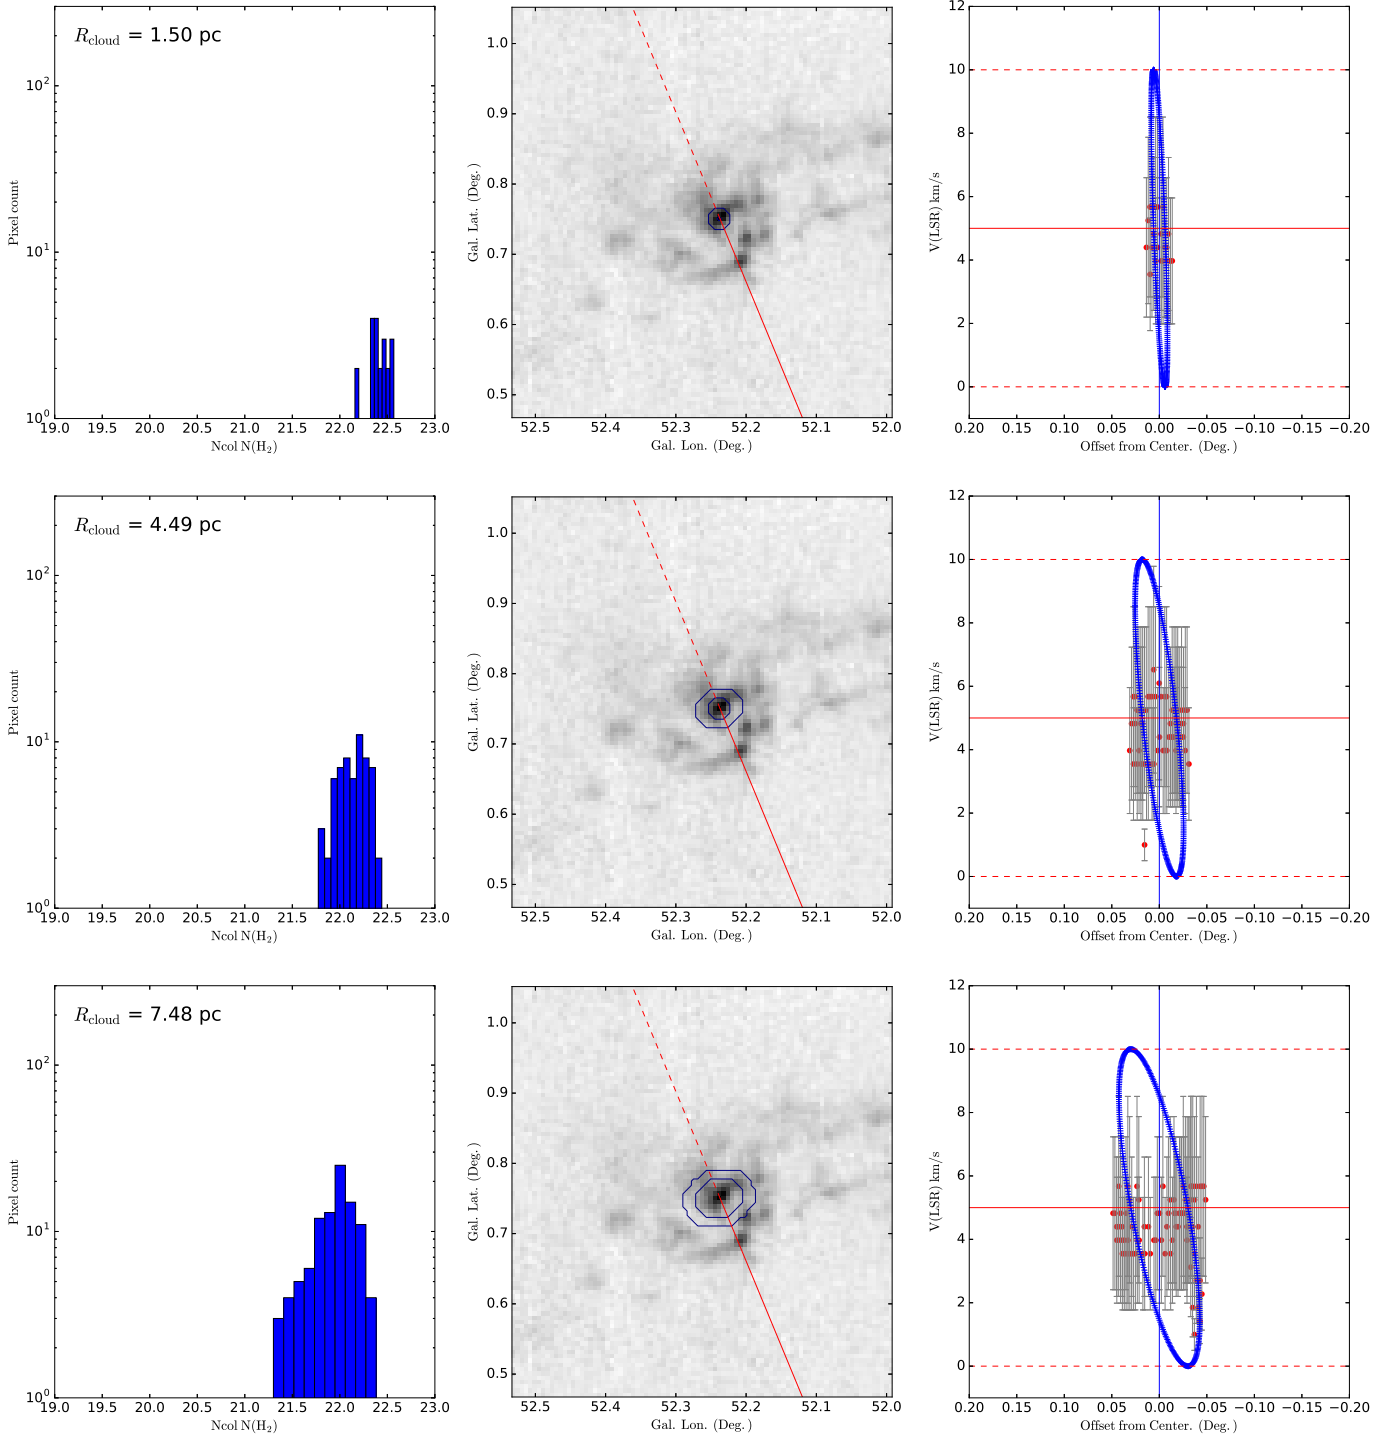 R_cloud = 1.50 pc
10^2
10^1
10^0
Pixel count
19.0 19.5 20.0 20.5 21.0 21.5 22.0 22.5 23.0
Ncol N(H_2)
1.0
0.9
0.8
0.7
0.6
0.5
Gal. Lat. (Deg.)
52.5 52.4 52.3 52.2 52.1 52.0
Gal. Lon. (Deg.)
12
10
8
6
4
2
0
V(LSR) km/s
0.20 0.15 0.10 0.05 0.00 −0.05 −0.10 −0.15 −0.20
Offset from Center. (Deg.)
R_cloud = 4.49 pc
10^2
10^1
10^0
Pixel count
19.0 19.5 20.0 20.5 21.0 21.5 22.0 22.5 23.0
Ncol N(H_2)
1.0
0.9
0.8
0.7
0.6
0.5
Gal. Lat. (Deg.)
52.5 52.4 52.3 52.2 52.1 52.0
Gal. Lon. (Deg.)
12
10
8
6
4
2
0
V(LSR) km/s
0.20 0.15 0.10 0.05 0.00 −0.05 −0.10 −0.15 −0.20
Offset from Center. (Deg.)
R_cloud = 7.48 pc
10^2
10^1
10^0
Pixel count
19.0 19.5 20.0 20.5 21.0 21.5 22.0 22.5 23.0
Ncol N(H_2)
1.0
0.9
0.8
0.7
0.6
0.5
Gal. Lat. (Deg.)
52.5 52.4 52.3 52.2 52.1 52.0
Gal. Lon. (Deg.)
12
10
8
6
4
2
0
V(LSR) km/s
0.20 0.15 0.10 0.05 0.00 −0.05 −0.10 −0.15 −0.20
Offset from Center. (Deg.)